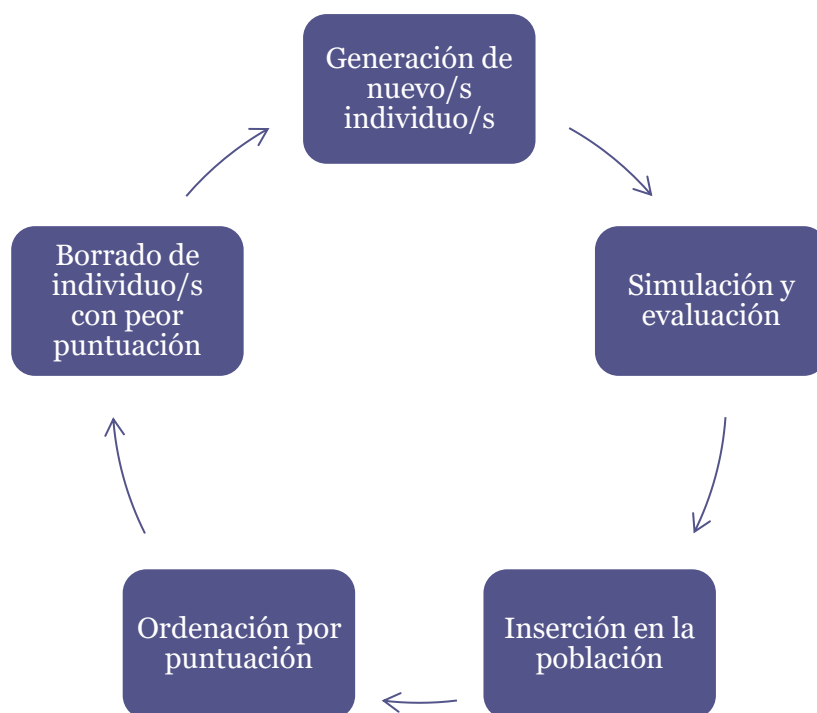 Generación de
nuevo/s
individuo/s
Simulación y
evaluación
Inserción en la
población
Ordenación por
puntuación
Borrado de
individuo/s
con peor
puntuación